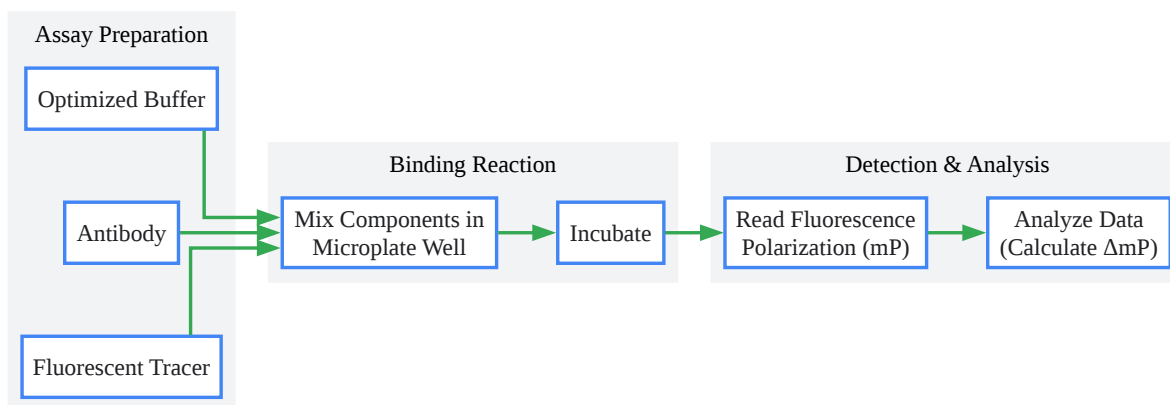 Assay Preparation
Optimized Buffer
Antibody
Fluorescent Tracer
Binding Reaction
Mix Components in
Microplate Well
Incubate
Detection & Analysis
Read Fluorescence
Polarization (mP)
Analyze Data
(Calculate ΔmP)